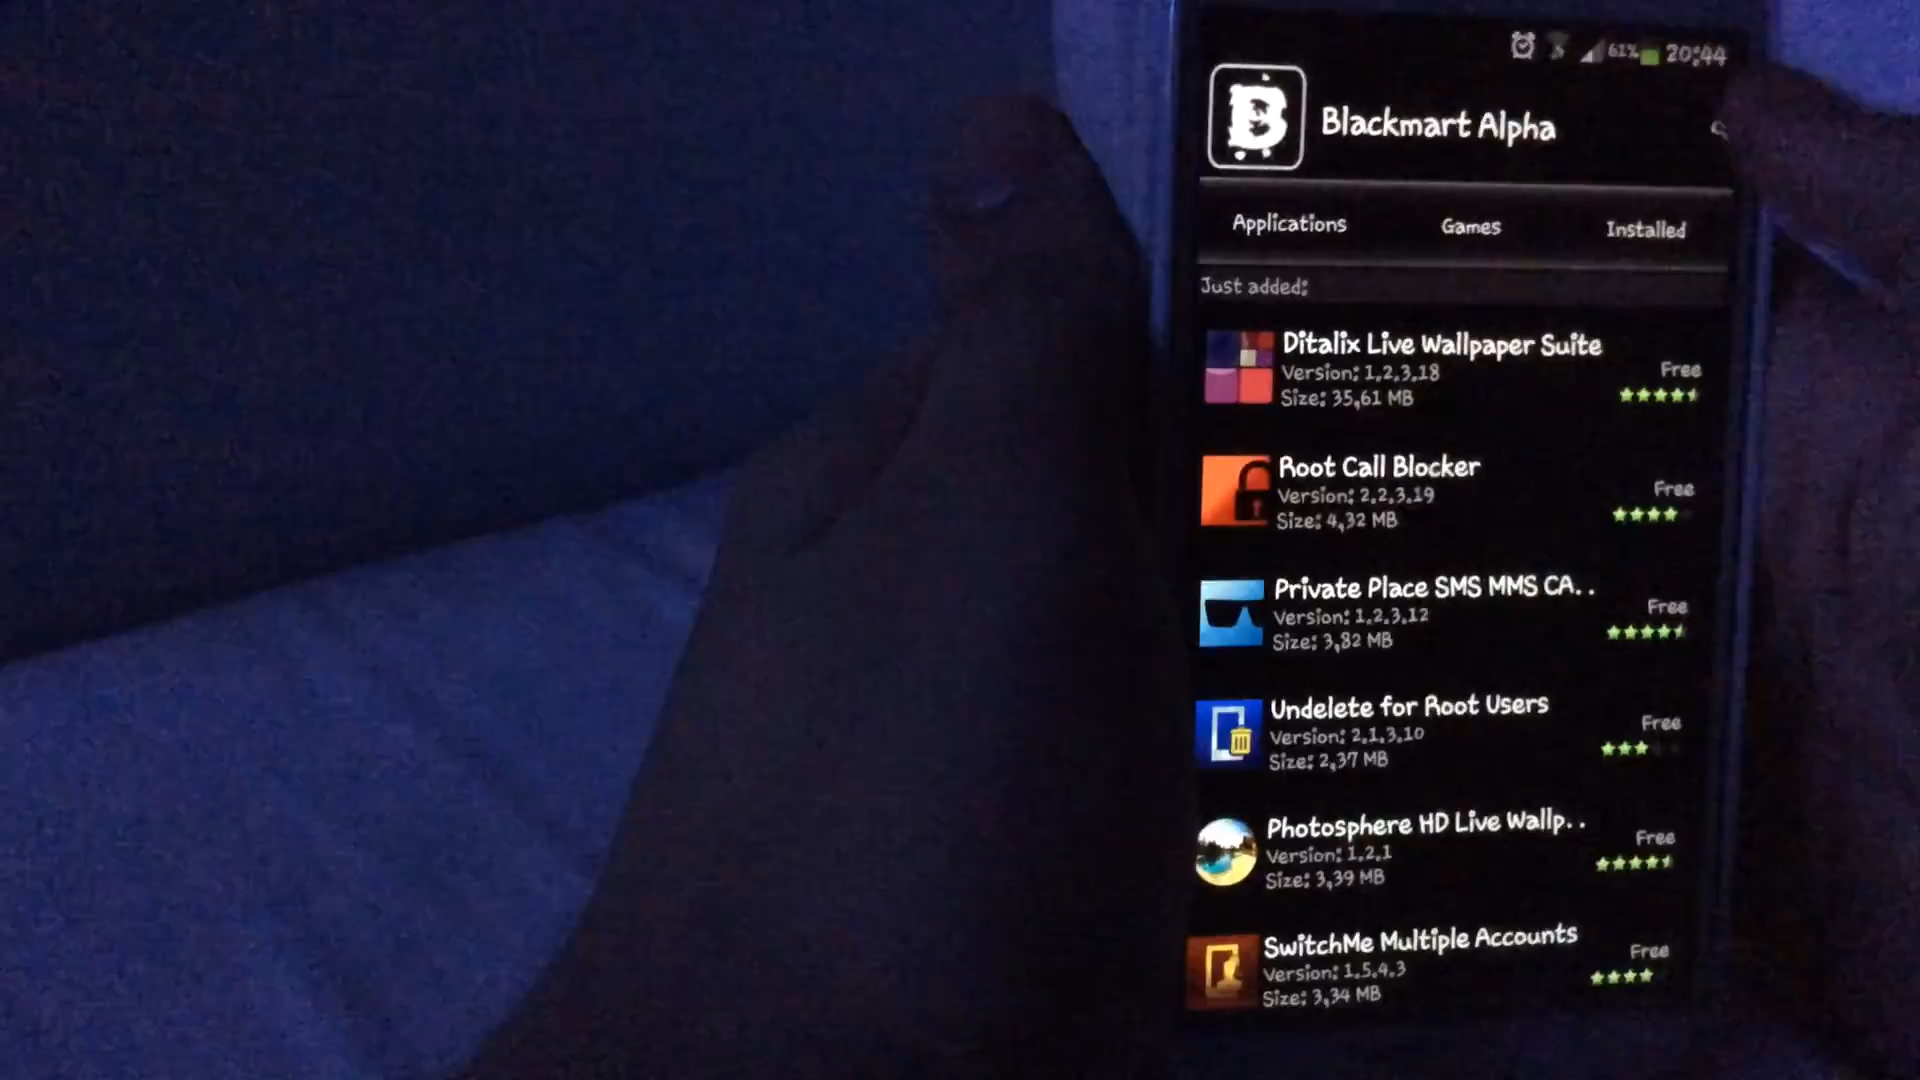 61% 20:44
B Blackmart Alpha
Applications Games Installed
Just added:
Ditalix Live Wallpaper Suite
Version: 1.2.3.18 Free
Size: 35,61 MB
Root Call Blocker
Version: 2.2.3.19 Free
Size: 4,32 MB
Private Place SMS MMS CA..
Version: 1.2.3.12 Free
Size: 3,82 MB
Undelete for Root Users
Version: 2.1.3.10 Free
Size: 2,37 MB
Photosphere HD Live Wallp..
Version: 1.2.1 Free
Size: 3,39 MB
SwitchMe Multiple Accounts
Version: 1.5.4.3 Free
Size: 3,34 MB